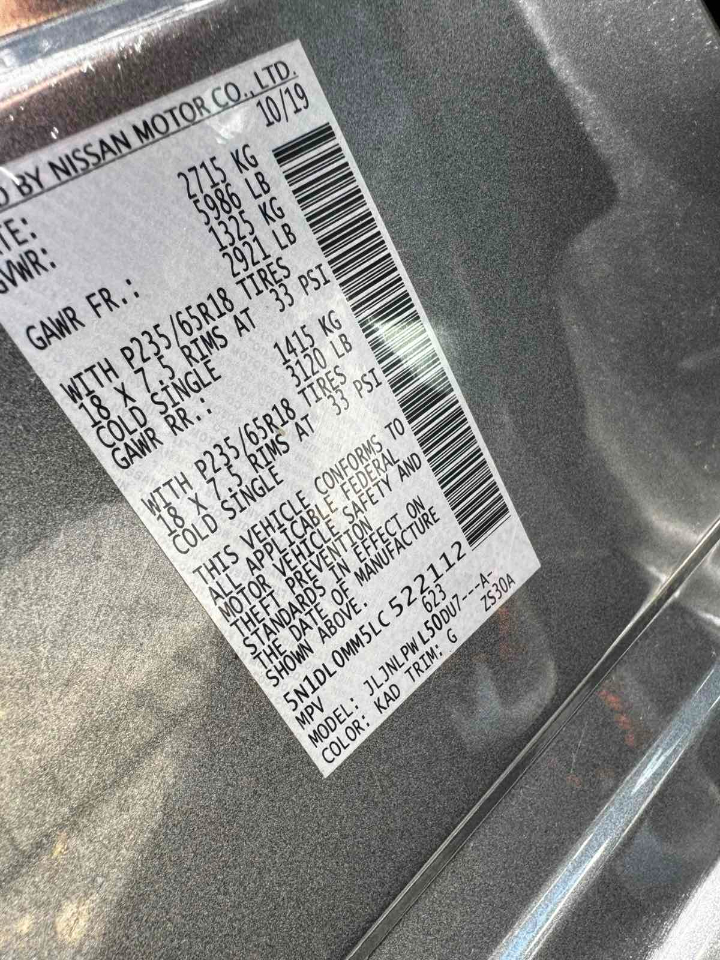 D BY NISSAN MOTOR CO., LTD.
TE: 10/19
GVWR: 2715 KG
5986 LB
GAWR FR.: 1325 KG
2921 LB
WITH P235/65R18 TIRES
18 X 7.5 RIMS AT 33 PSI
COLD SINGLE
GAWR RR.: 1415 KG
3120 LB
WITH P235/65R18 TIRES
18 X 7.5 RIMS AT 33 PSI
COLD SINGLE
THIS VEHICLE CONFORMS TO
ALL APPLICABLE FEDERAL
MOTOR VEHICLE SAFETY AND
THEFT PREVENTION
STANDARDS IN EFFECT ON
THE DATE OF MANUFACTURE
SHOWN ABOVE.
5N1DL0MM5LC522112
MPV 623
MODEL: JLJNLPWL50DU7---A-
COLOR: KAD TRIM: G ZS30A